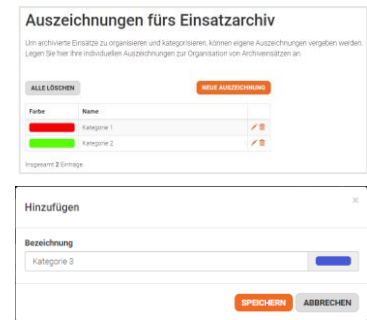 Auszeichnungen fürs Einsatzarchiv
Um archivierte Einsätze zu organisieren und kategorisieren, können eigene Auszeichnungen vergeben werden.
Legen Sie hier Ihre individuellen Auszeichnungen zur Organisation von Archiveinsätzen an.
ALLE LÖSCHEN
NEUE AUSZEICHNUNG
Farbe Name
Kategorie 1
Kategorie 2
Insgesamt 2 Einträge
Hinzufügen
×
Bezeichnung
Kategorie 3
SPEICHERN ABBRECHEN